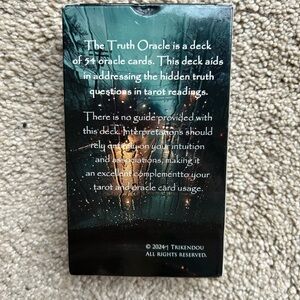 The Truth Oracle is a deck
of 54 oracle cards. This deck aids
in addressing the hidden truth
questions in tarot readings.
There is no guide provided with
this deck. Interpretations should
rely entirely on your intuition
and associations, making it
an excellent complementto your
tarot and oracle card usage.
© 2024 | Trikendou
All rights reserved.